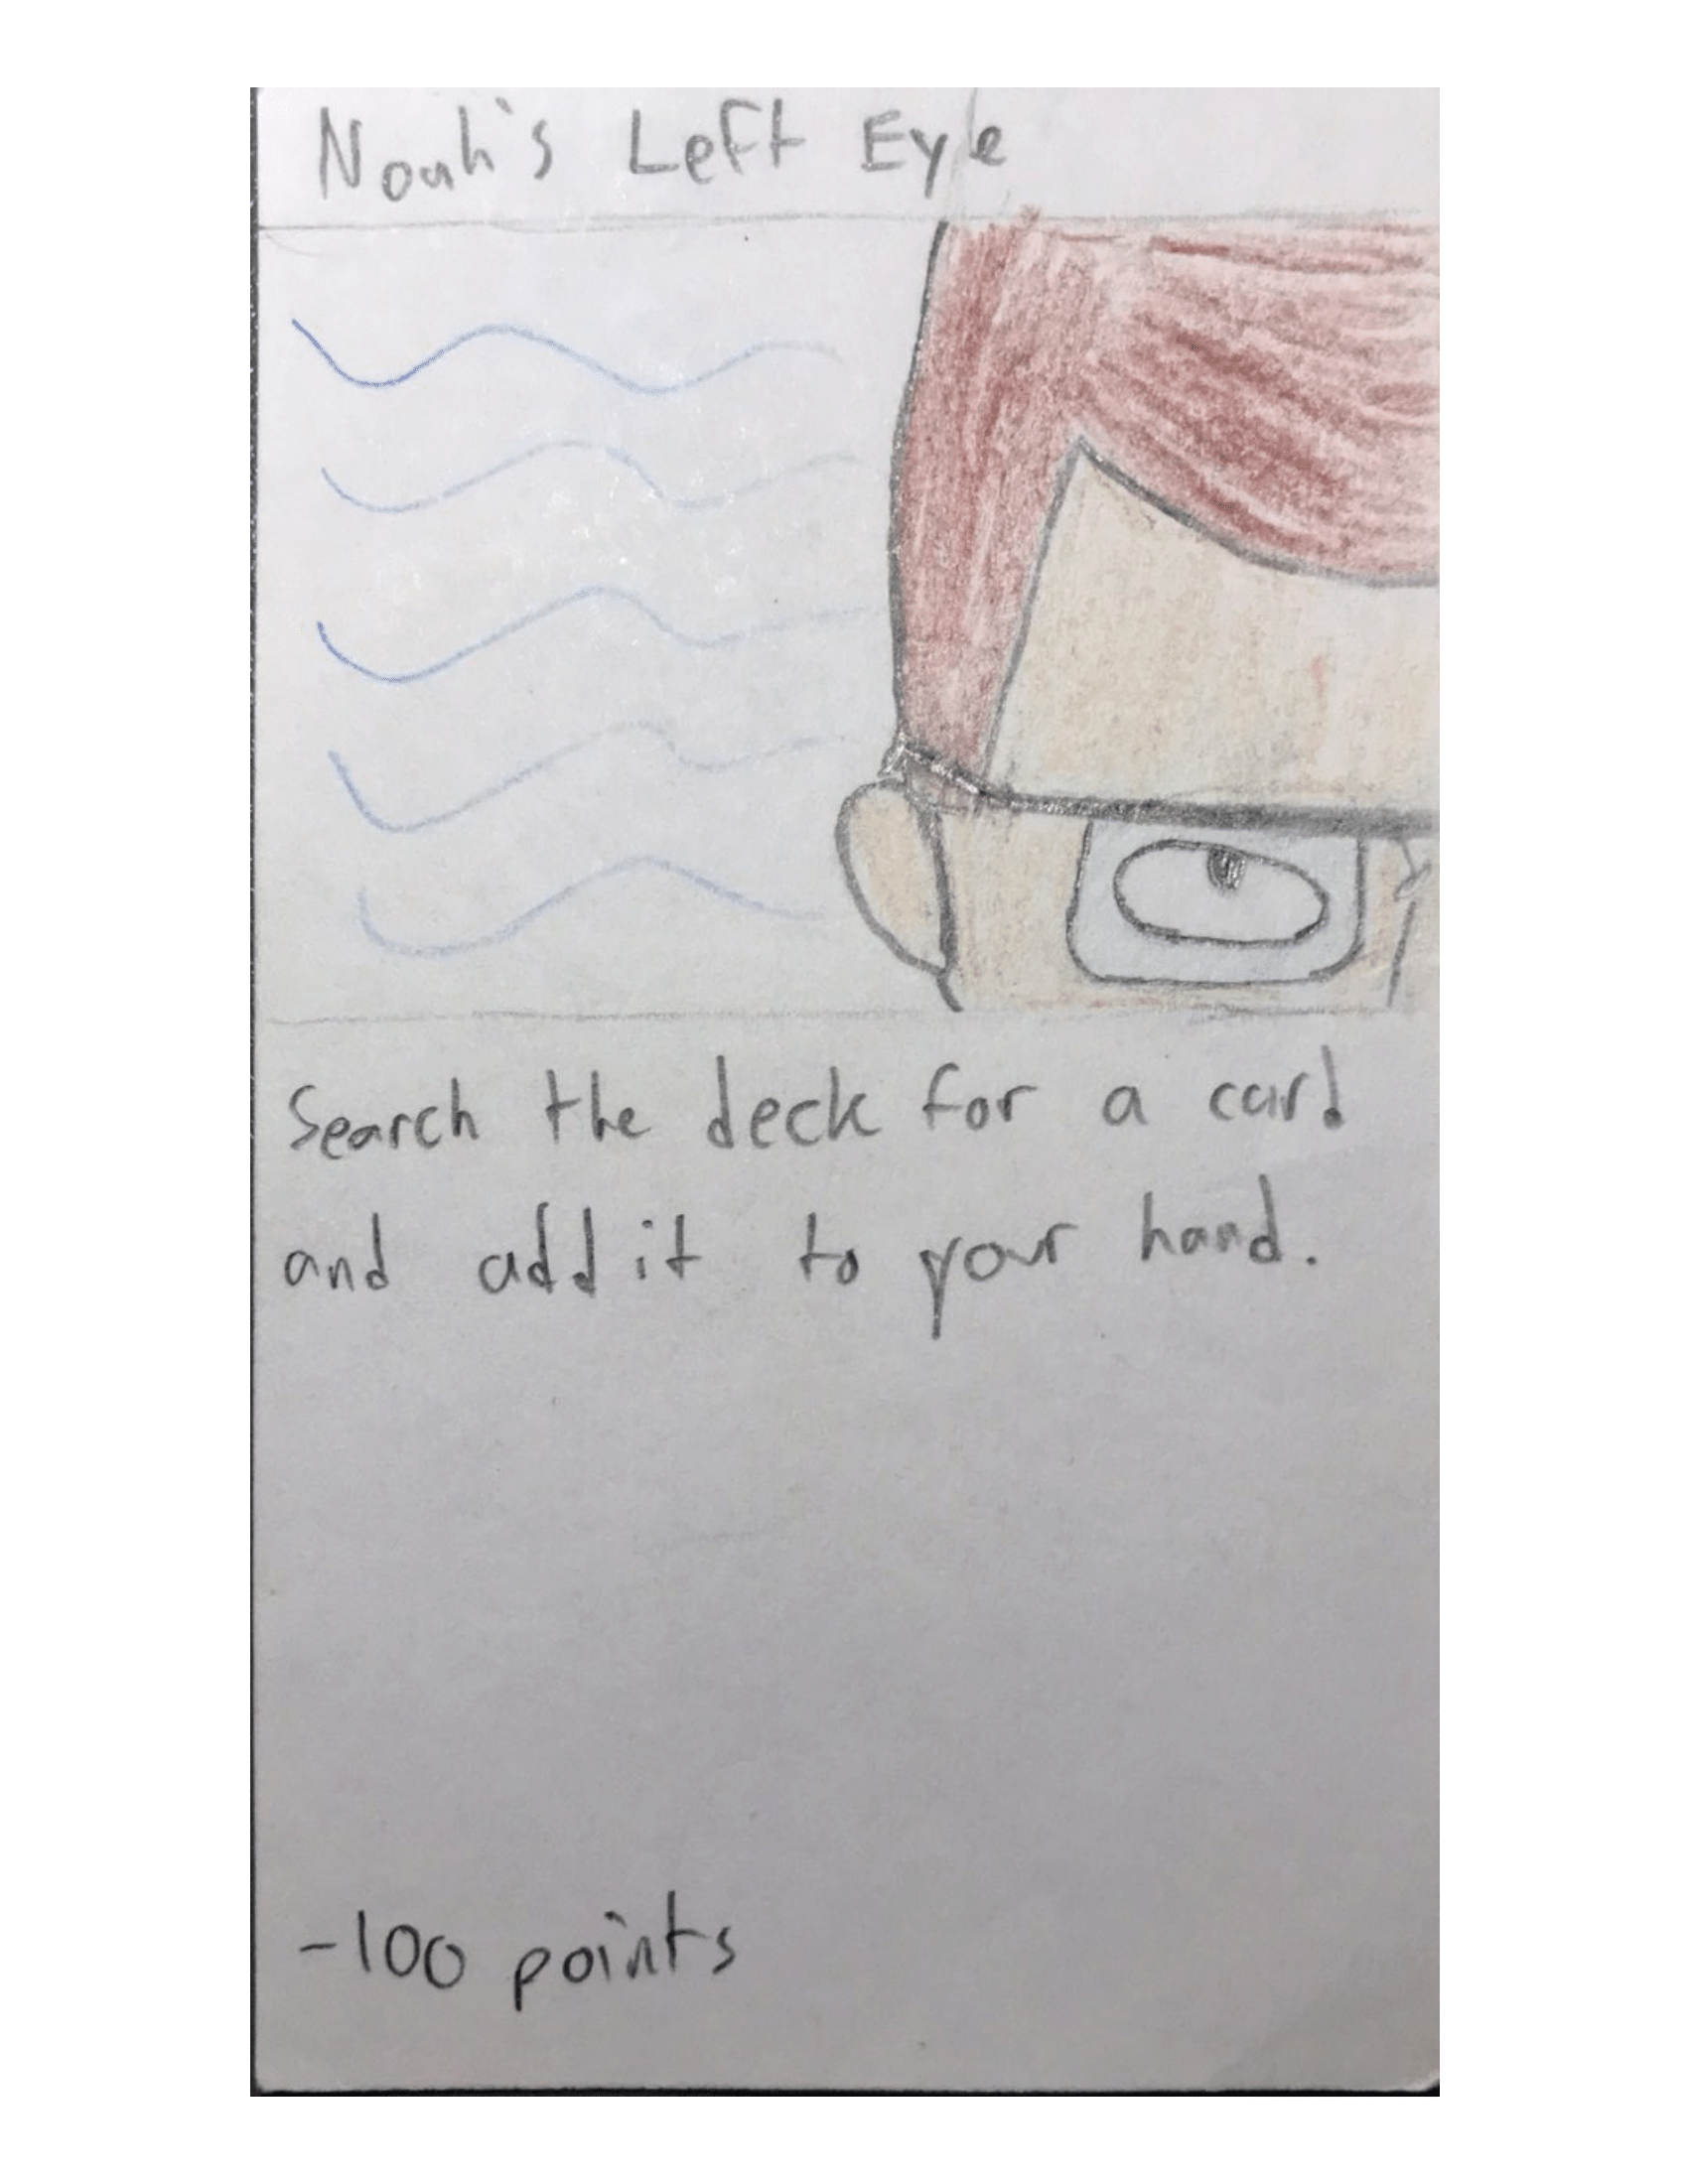 Noah's Left Eye
Search the deck for a card
and add it to your hand.
-100 points